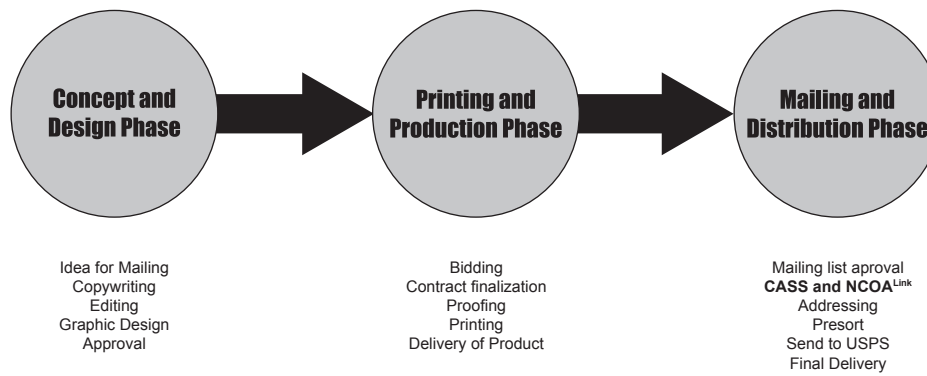 Concept and
Design Phase
Printing and
Production Phase
Mailing and
Distribution Phase
Idea for Mailing
Copywriting
Editing
Graphic Design
Approval
Bidding
Contract finalization
Proofing
Printing
Delivery of Product
Mailing list aproval
CASS and NCOALink
Addressing
Presort
Send to USPS
Final Delivery